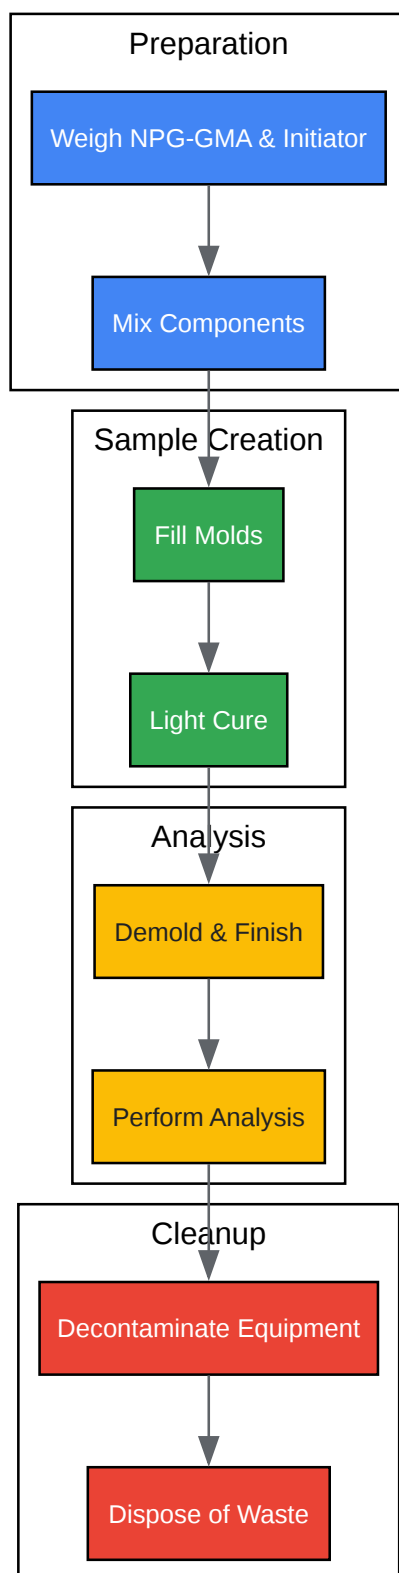 Preparation
Weigh NPG-GMA & Initiator
Mix Components
Sample Creation
Fill Molds
Light Cure
Analysis
Demold & Finish
Perform Analysis
Cleanup
Decontaminate Equipment
Dispose of Waste